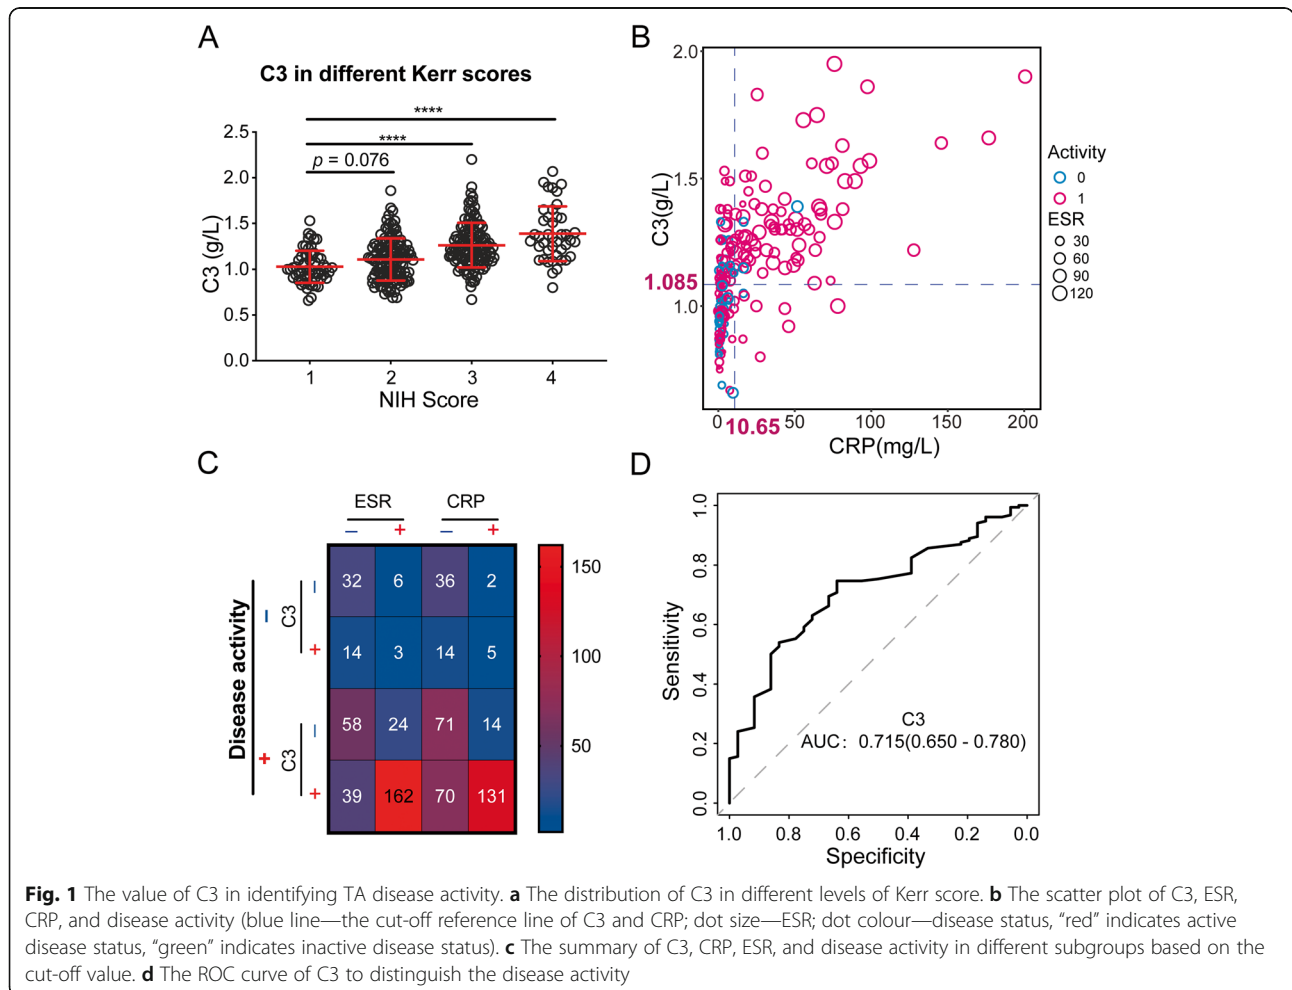 A
C3 in different Kerr scores
****
****
p = 0.076
2.5
2.0
1.5
1.0
0.5
0.0
C3 (g/L)
1 2 3 4
NIH Score
B
2.0
1.5
1.085
1.0
C3(g/L)
0 50 100 150 200
10.65
CRP(mg/L)
Activity
0
1
ESR
30
60
90
120
C
ESR CRP
− + − +
Disease activity
− C3 −
32 6 36 2
+
14 3 14 5
+ C3 −
58 24 71 14
+
39 162 70 131
150
100
50
D
1.0
0.8
0.6
0.4
0.2
0.0
Sensitivity
C3
AUC: 0.715(0.650 - 0.780)
1.0 0.8 0.6 0.4 0.2 0.0
Specificity
Fig. 1 The value of C3 in identifying TA disease activity. a The distribution of C3 in different levels of Kerr score. b The scatter plot of C3, ESR,
CRP, and disease activity (blue line—the cut-off reference line of C3 and CRP; dot size—ESR; dot colour—disease status, “red” indicates active
disease status, “green” indicates inactive disease status). c The summary of C3, CRP, ESR, and disease activity in different subgroups based on the
cut-off value. d The ROC curve of C3 to distinguish the disease activity